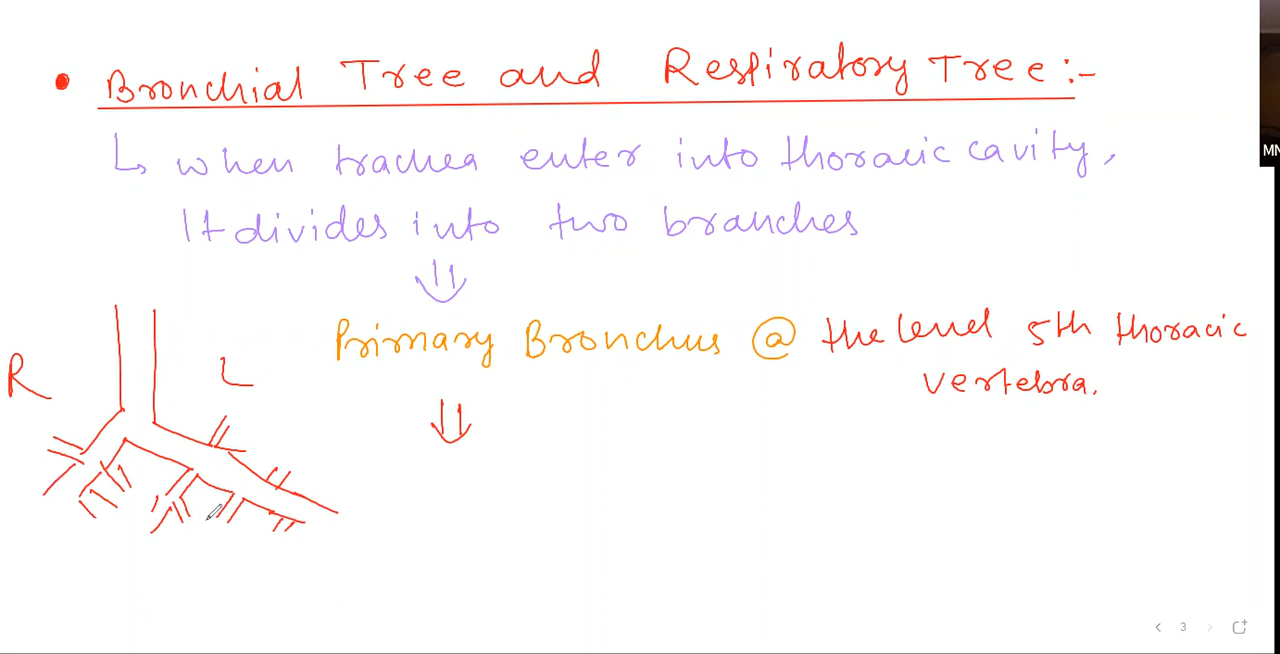 • Bronchial Tree and Respiratory Tree:-
↳ when trachea enter into thoracic cavity,
It divides into two branches
⇓
Primary Bronchus @ the level 5th thoracic
vertebra.
R
L
⇓
MN
< 3 >